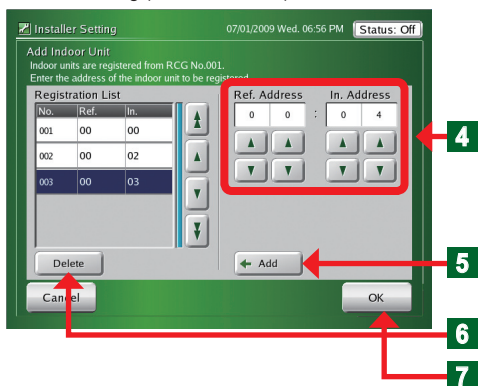 Installer Setting 07/01/2009 Wed. 06:56 PM Status: Off
Add Indoor Unit
Indoor units are registered from RCG No.001.
Enter the address of the indoor unit to be registered.
Registration List
No. Ref. In.
001 00 00
002 00 02
003 00 03
Ref. Address In. Address
0 0 : 0 4
4
Delete
Add
5
Cancel
OK
6
7